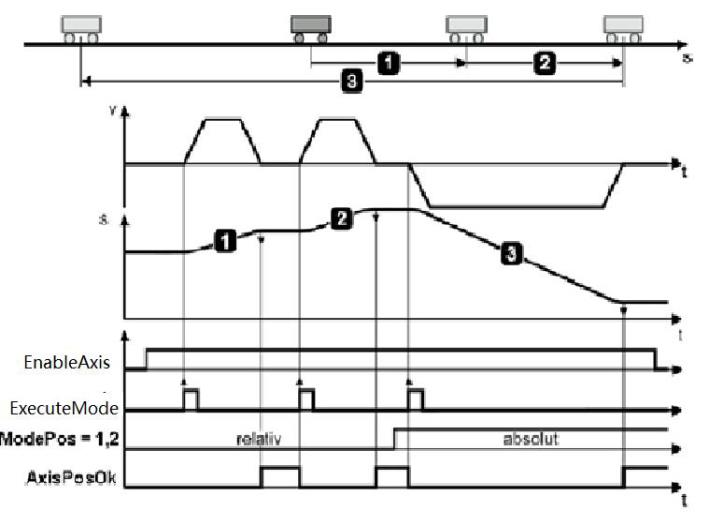 1
2
s
3
v
t
s
1
2
3
t
EnableAxis
ExecuteMode
ModePos = 1,2
relativ
absolut
AxisPosOk
t